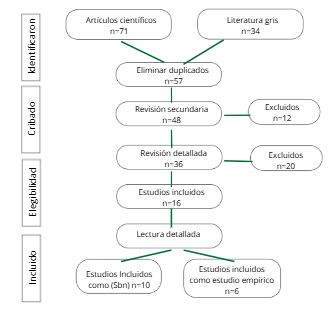 Identificaron
Artículos científicos
n=71
Literatura gris
n=34
Eliminar duplicados
n=57
Cribado
Revisión secundaria
n=48
Excluidos
n=12
Elegibilidad
Revisión detallada
n=36
Excluidos
n=20
Estudios incluidos
n=16
Incluido
Lectura detallada
Estudios Incluidos
como (Sbn) n=10
Estudios incluidos
como estudio empírico
n=6